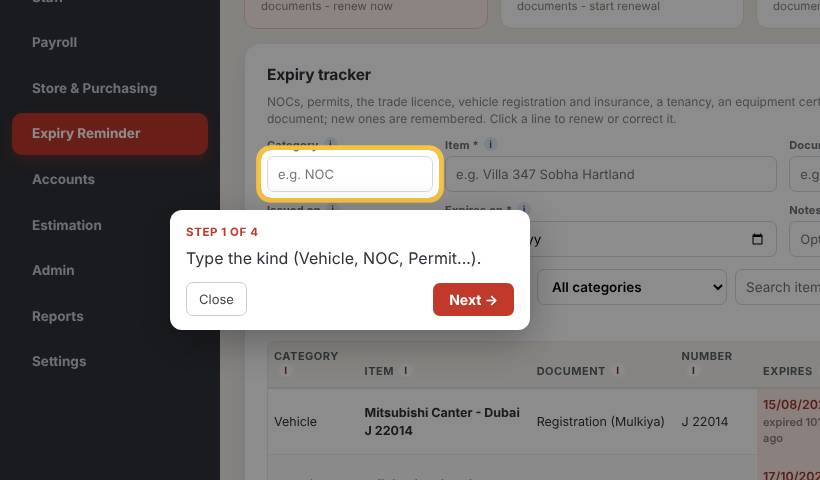 documents - renew now
documents - start renewal
Payroll
Store & Purchasing
Expiry Reminder
Accounts
Estimation
Admin
Reports
Settings
Expiry tracker
NOCs, permits, the trade licence, vehicle registration and insurance, a tenancy, an equipment
document; new ones are remembered. Click a line to renew or correct it.
Category i
Item * i
e.g. NOC
e.g. Villa 347 Sobha Hartland
Issued on i
Expires on * i
Notes
STEP 1 OF 4
Type the kind (Vehicle, NOC, Permit...).
Close
Next →
All categories
Search item
CATEGORY i
ITEM i
DOCUMENT i
NUMBER i
EXPIRES
Vehicle
Mitsubishi Canter - Dubai
J 22014
Registration (Mulkiya)
J 22014
expired
ago